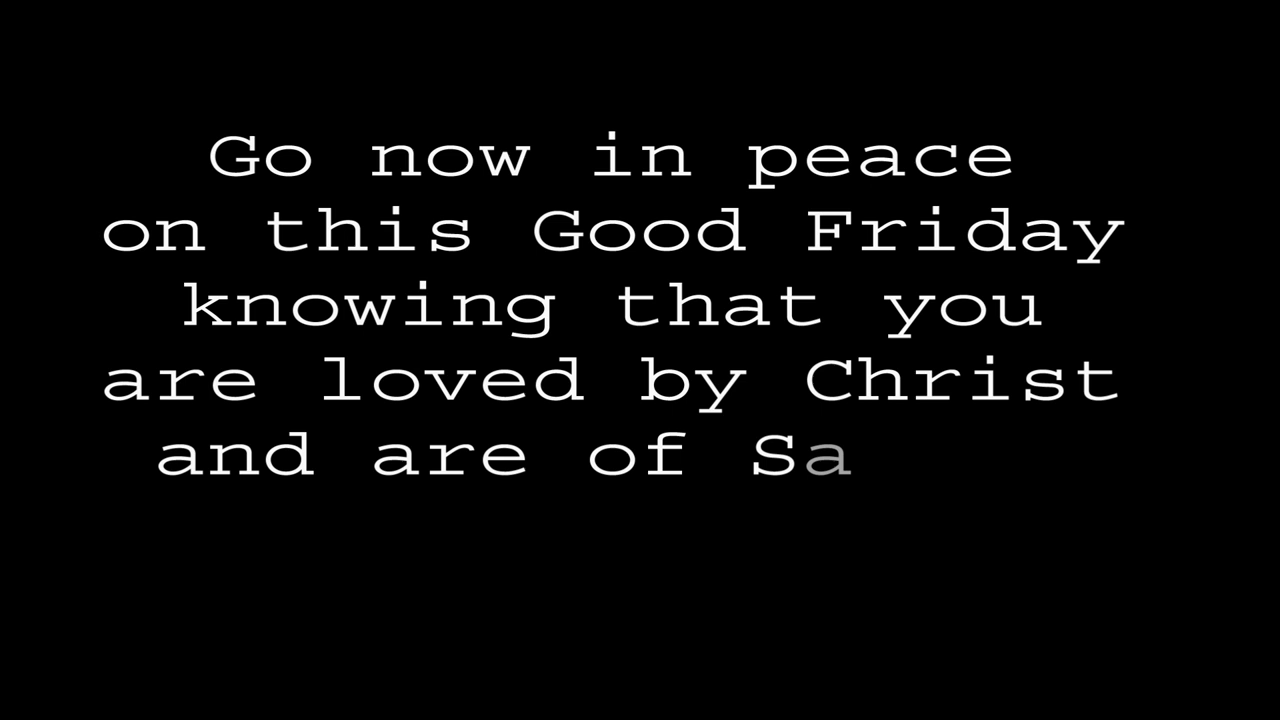 Go now in peace
on this Good Friday
knowing that you
are loved by Christ
and are of Sa